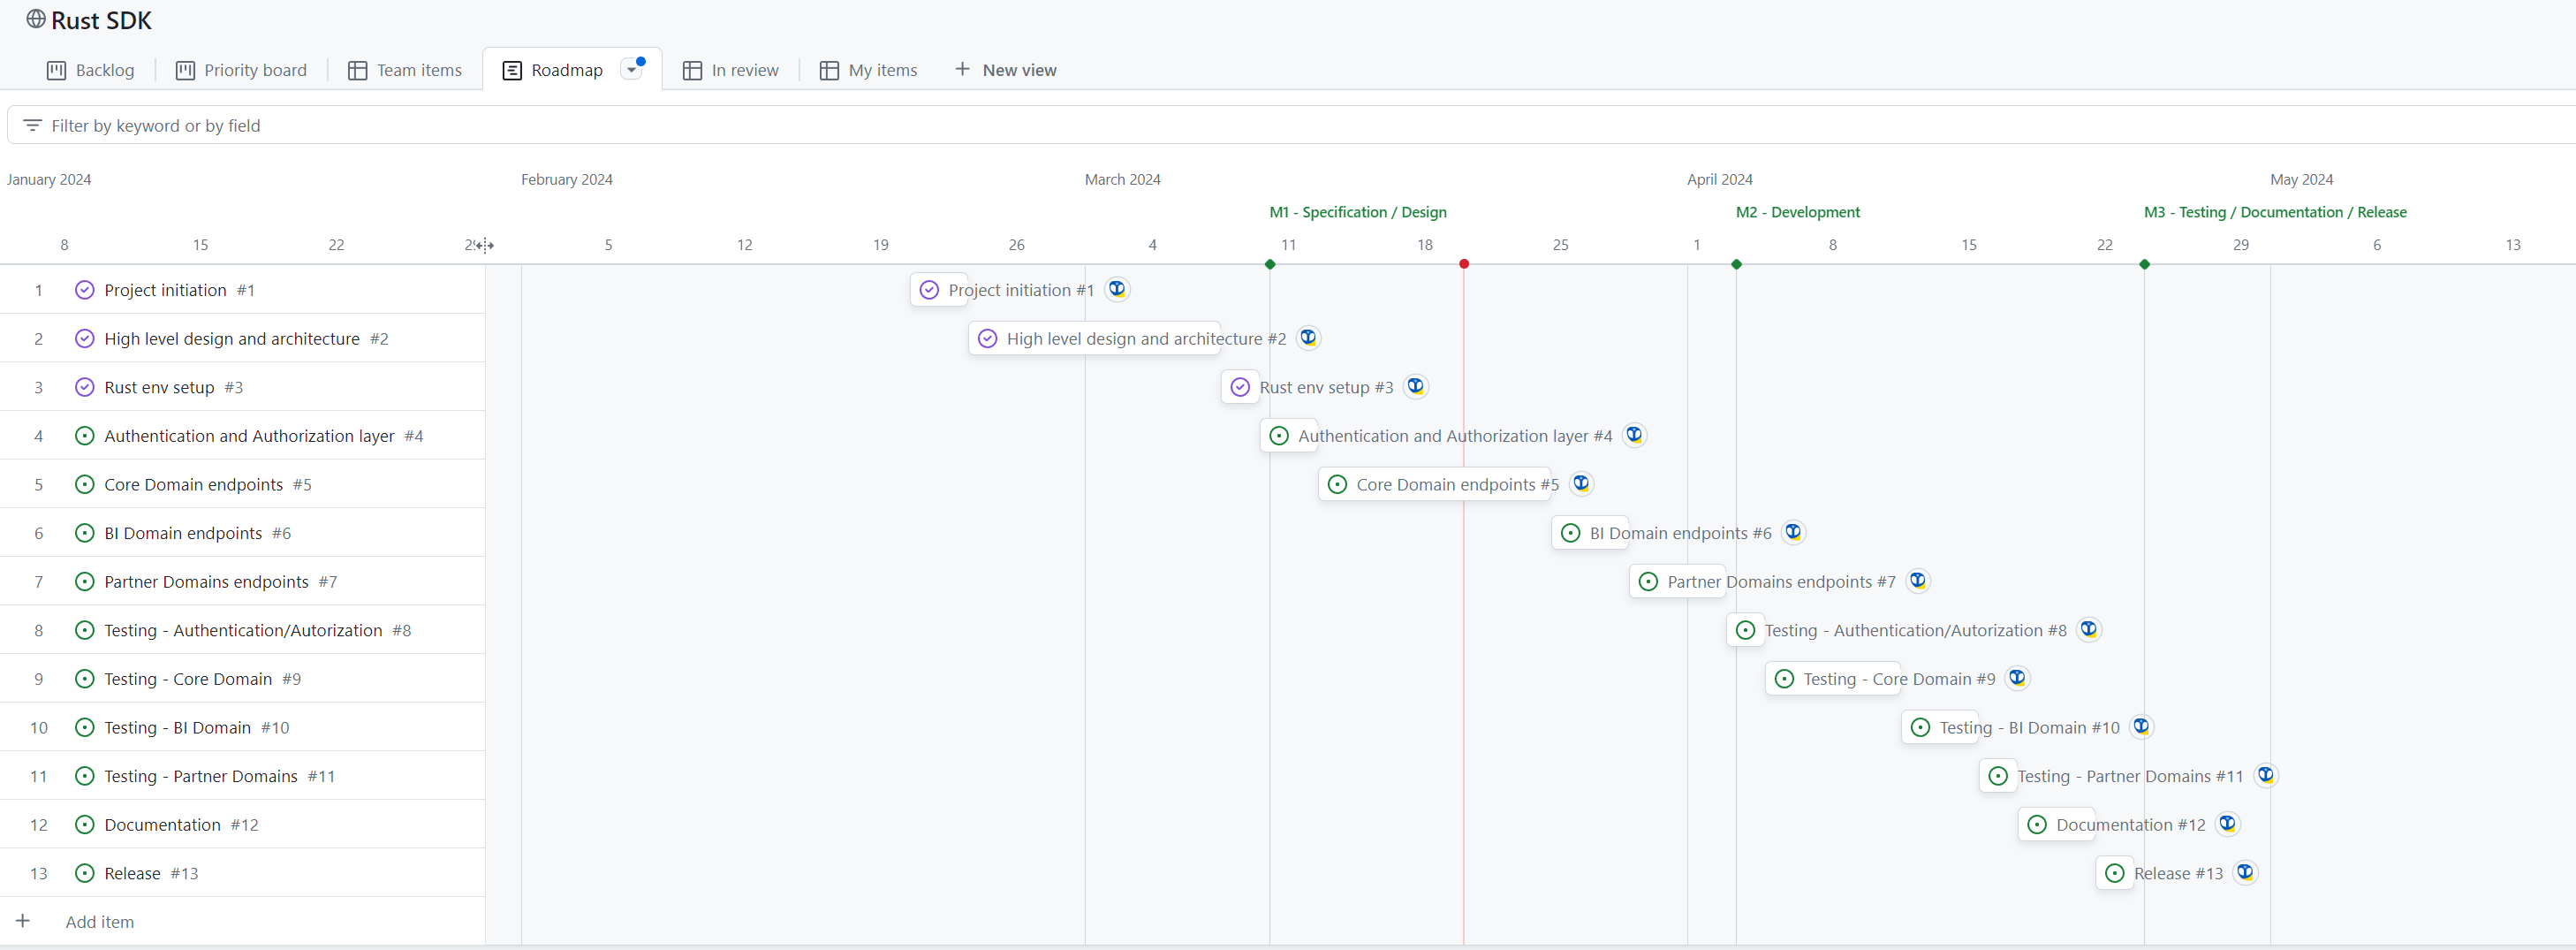 Rust SDK
Backlog Priority board Team items Roadmap In review My items New view
Filter by keyword or by field
January 2024 February 2024 March 2024 April 2024 May 2024
M1 - Specification / Design M2 - Development M3 - Testing / Documentation / Release
8 15 22 29 5 12 19 26 4 11 18 25 1 8 15 22 29 6 13
1 Project initiation #1 Project initiation #1
2 High level design and architecture #2 High level design and architecture #2
3 Rust env setup #3 Rust env setup #3
4 Authentication and Authorization layer #4 Authentication and Authorization layer #4
5 Core Domain endpoints #5 Core Domain endpoints #5
6 BI Domain endpoints #6 BI Domain endpoints #6
7 Partner Domains endpoints #7 Partner Domains endpoints #7
8 Testing - Authentication/Autorization #8 Testing - Authentication/Autorization #8
9 Testing - Core Domain #9 Testing - Core Domain #9
10 Testing - BI Domain #10 Testing - BI Domain #10
11 Testing - Partner Domains #11 Testing - Partner Domains #11
12 Documentation #12 Documentation #12
13 Release #13 Release #13
Add item